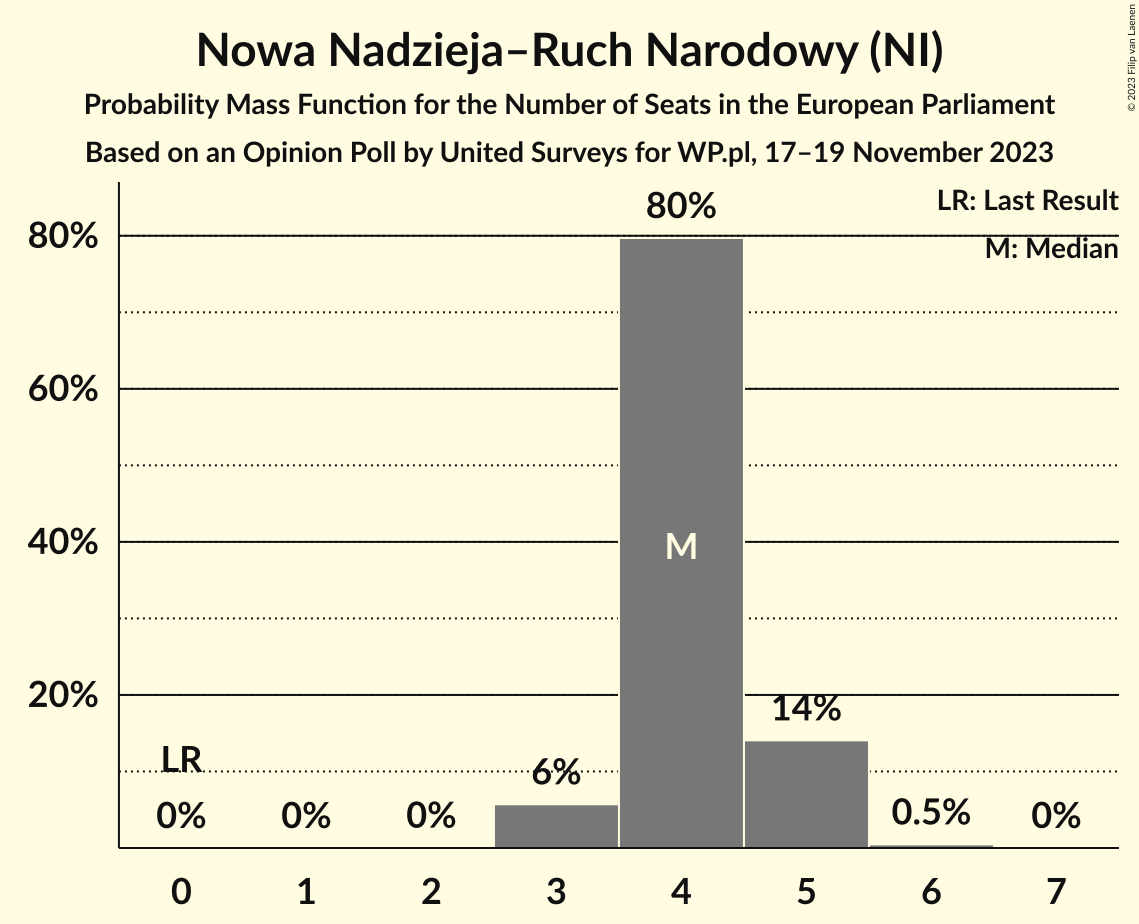 Nowa Nadzieja–Ruch Narodowy (NI)
Probability Mass Function for the Number of Seats in the European Parliament
Based on an Opinion Poll by United Surveys for WP.pl, 17–19 November 2023
© 2023 Filip van Laenen
LR: Last Result
M: Median
80%
60%
40%
20%
LR
0%
0%
0%
6%
80%
M
14%
0.5%
0%
0 1 2 3 4 5 6 7